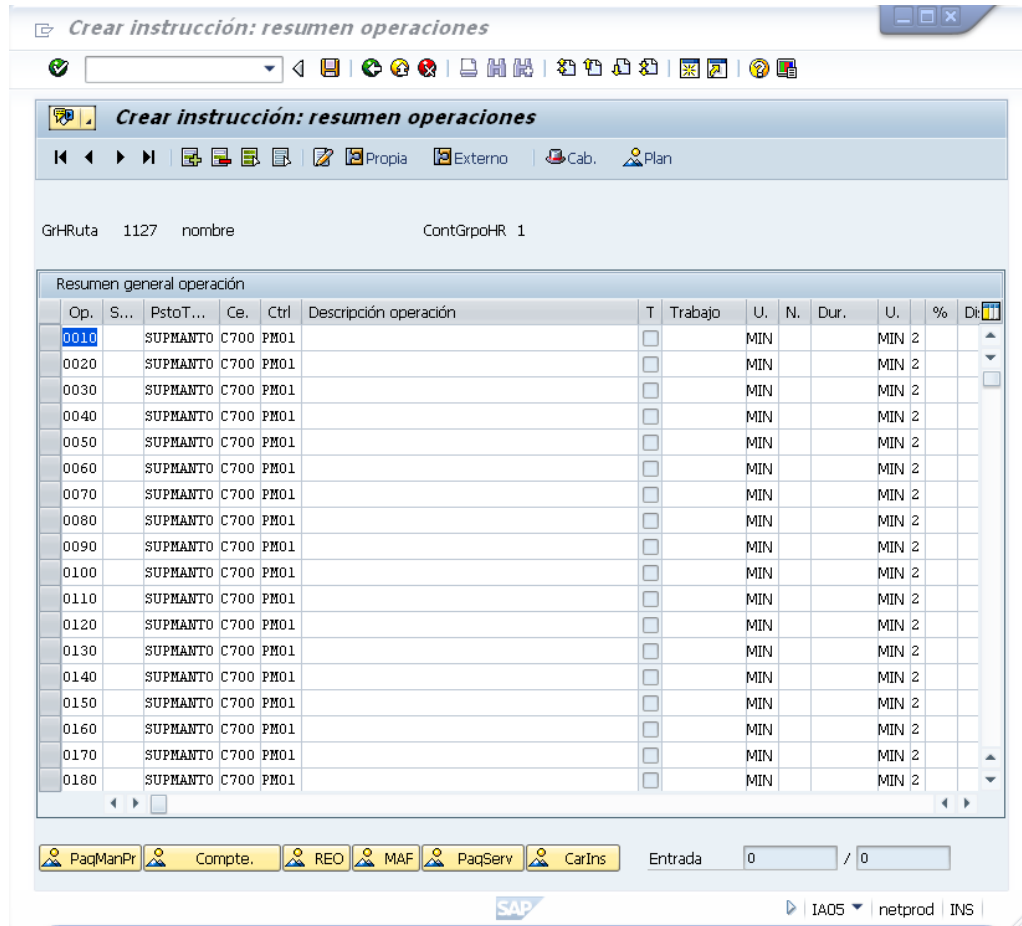 Crear instrucción: resumen operaciones
Crear instrucción: resumen operaciones
Propia Externo Cab. Plan
GrHRuta 1127 nombre ContGrpoHR 1
Resumen general operación
Op. S... PstoT... Ce. Ctrl Descripción operación T Trabajo U. N. Dur. U. % Di:
0010 SUPMANTO C700 PM01 MIN MIN 2
0020 SUPMANTO C700 PM01 MIN MIN 2
0030 SUPMANTO C700 PM01 MIN MIN 2
0040 SUPMANTO C700 PM01 MIN MIN 2
0050 SUPMANTO C700 PM01 MIN MIN 2
0060 SUPMANTO C700 PM01 MIN MIN 2
0070 SUPMANTO C700 PM01 MIN MIN 2
0080 SUPMANTO C700 PM01 MIN MIN 2
0090 SUPMANTO C700 PM01 MIN MIN 2
0100 SUPMANTO C700 PM01 MIN MIN 2
0110 SUPMANTO C700 PM01 MIN MIN 2
0120 SUPMANTO C700 PM01 MIN MIN 2
0130 SUPMANTO C700 PM01 MIN MIN 2
0140 SUPMANTO C700 PM01 MIN MIN 2
0150 SUPMANTO C700 PM01 MIN MIN 2
0160 SUPMANTO C700 PM01 MIN MIN 2
0170 SUPMANTO C700 PM01 MIN MIN 2
0180 SUPMANTO C700 PM01 MIN MIN 2
PaqManPr Compte. REO MAF PaqServ CarIns Entrada 0 / 0
SAP IA05 netprod INS